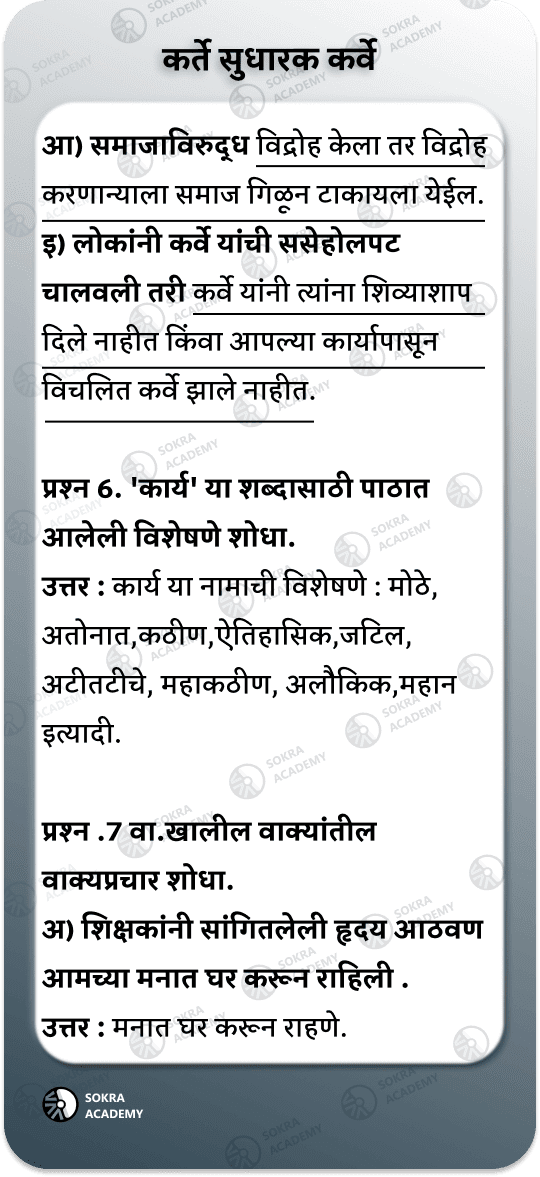 कर्ते सुधारक कर्वे
आ) समाजाविरुद्ध विद्रोह केला तर विद्रोह
करणान्याला समाज गिळून टाकायला येईल.
इ) लोकांनी कर्वे यांची ससेहोलपट
चालवली तरी कर्वे यांनी त्यांना शिव्याशाप
दिले नाहीत किंवा आपल्या कार्यापासून
विचलित कर्वे झाले नाहीत.
प्रश्न 6. 'कार्य' या शब्दासाठी पाठात
आलेली विशेषणे शोधा.
उत्तर : कार्य या नामाची विशेषणे : मोठे,
अतोनात,कठीण,ऐतिहासिक,जटिल,
अटीतटीचे, महाकठीण, अलौकिक,महान
इत्यादी.
प्रश्न .7 वा.खालील वाक्यांतील
वाक्यप्रचार शोधा.
अ) शिक्षकांनी सांगितलेली हृदय आठवण
आमच्या मनात घर करून राहिली .
उत्तर : मनात घर करून राहणे.
SOKRA
ACADEMY